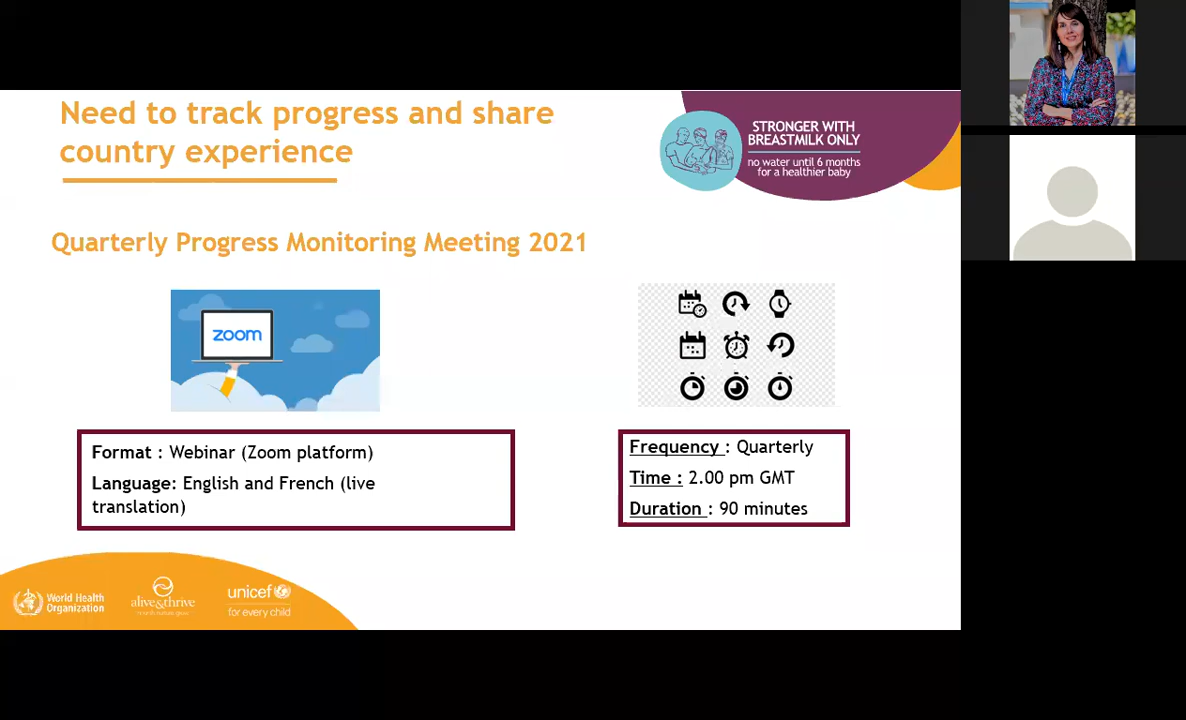 Need to track progress and share
country experience
STRONGER WITH
BREASTMILK ONLY
no water until 6 months
for a healthier baby
Quarterly Progress Monitoring Meeting 2021
zoom
Format : Webinar (Zoom platform)
Language: English and French (live
translation)
Frequency : Quarterly
Time : 2.00 pm GMT
Duration : 90 minutes
World Health
Organization
alive&thrive
unicef
for every child